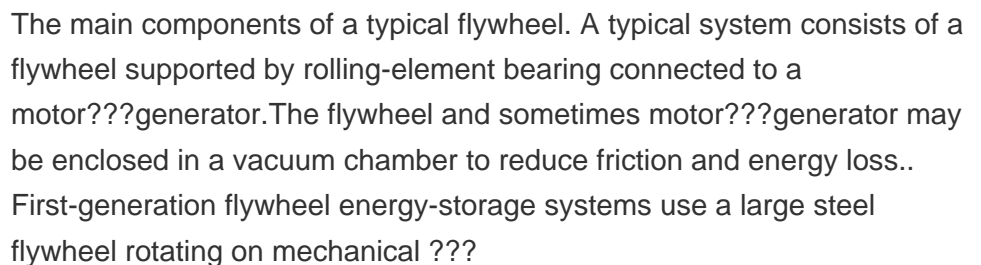 The main components of a typical flywheel. A typical system consists of a
flywheel supported by rolling-element bearing connected to a
motor???generator.The flywheel and sometimes motor???generator may
be enclosed in a vacuum chamber to reduce friction and energy loss..
First-generation flywheel energy-storage systems use a large steel
flywheel rotating on mechanical ???